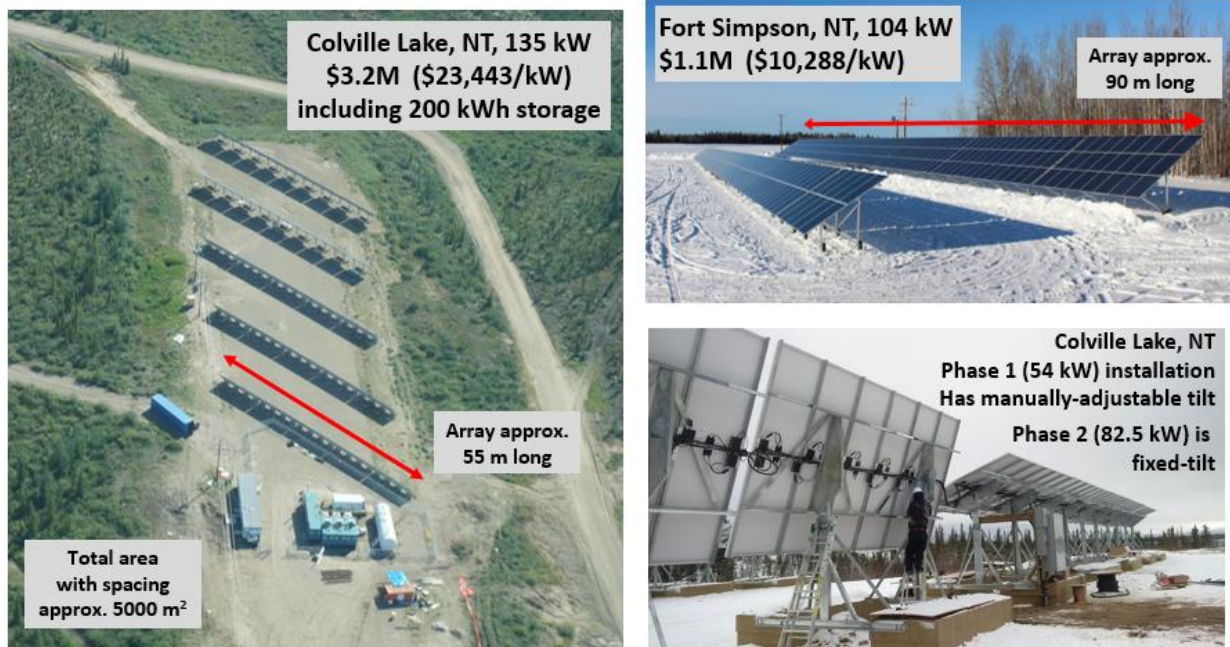 Colville Lake, NT, 135 kW
$3.2M ($23,443/kW)
including 200 kWh storage
Array approx.
55 m long
Total area
with spacing
approx. 5000 m²
Fort Simpson, NT, 104 kW
$1.1M ($10,288/kW)
Array approx.
90 m long
Colville Lake, NT
Phase 1 (54 kW) installation
Has manually-adjustable tilt
Phase 2 (82.5 kW) is
fixed-tilt